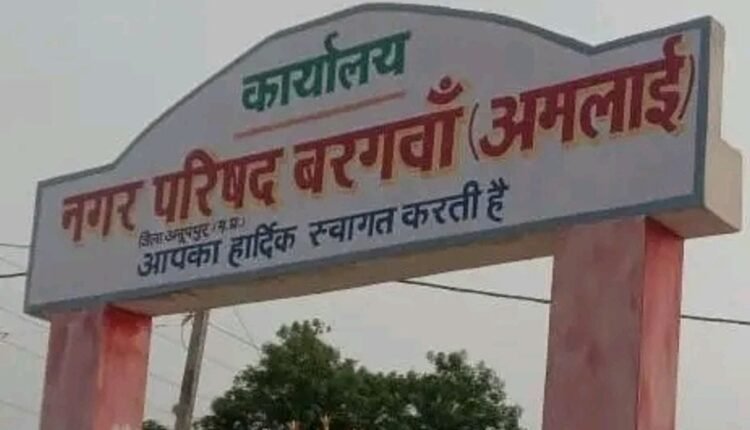 कार्यालय
नगर परिषद बरगवाँ (अमलाई)
जिला अनूपपुर (म.प्र.)
आपका हार्दिक स्वागत करती है